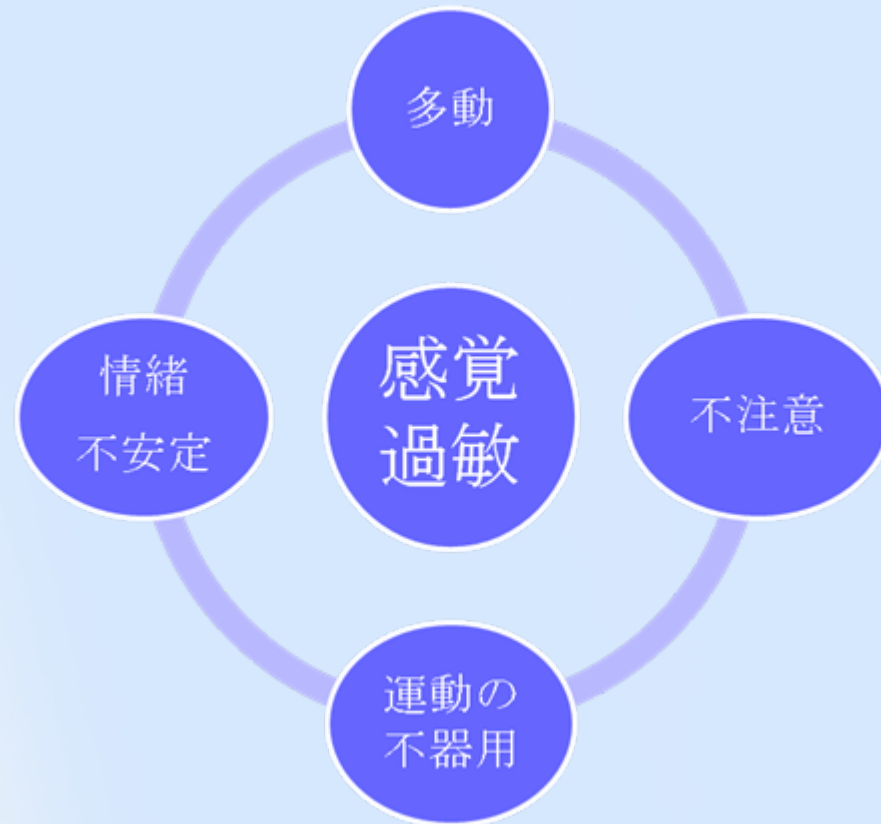 多動
情緒
不安定
感覚
過敏
不注意
運動の
不器用